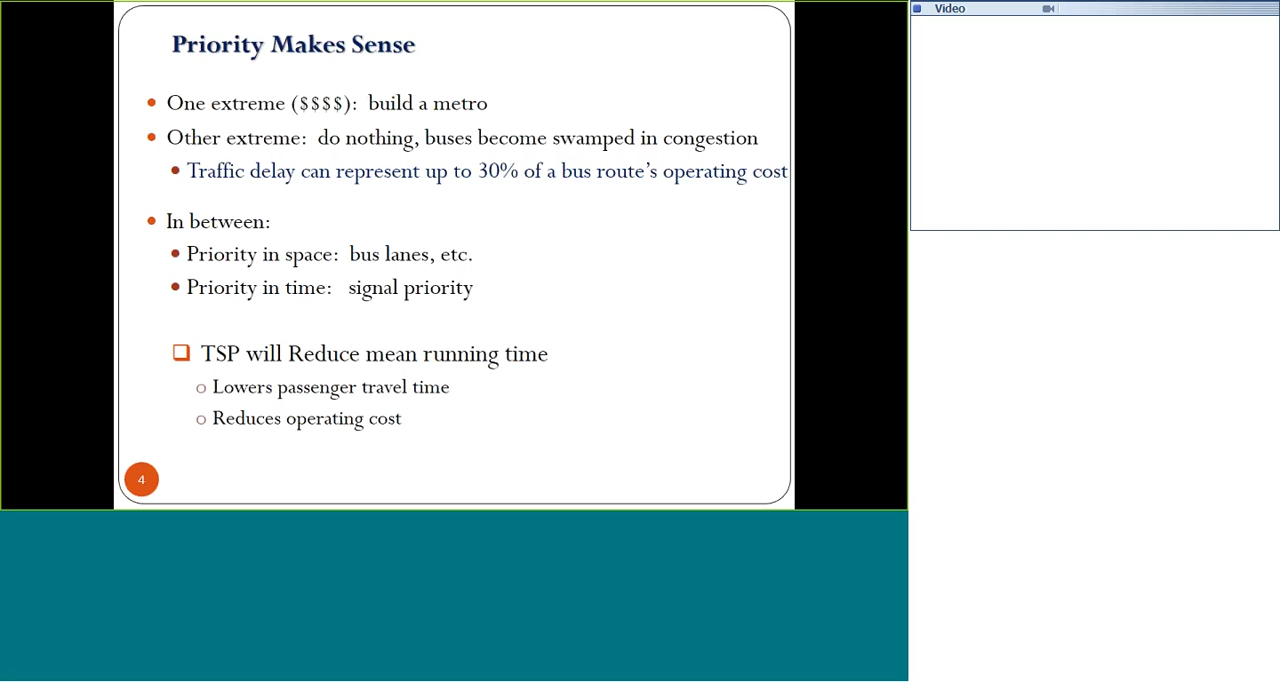 Video
Priority Makes Sense
• One extreme ($$$$): build a metro
• Other extreme: do nothing, buses become swamped in congestion
• Traffic delay can represent up to 30% of a bus route's operating cost
• In between:
• Priority in space: bus lanes, etc.
• Priority in time: signal priority
❑ TSP will Reduce mean running time
o Lowers passenger travel time
o Reduces operating cost
4